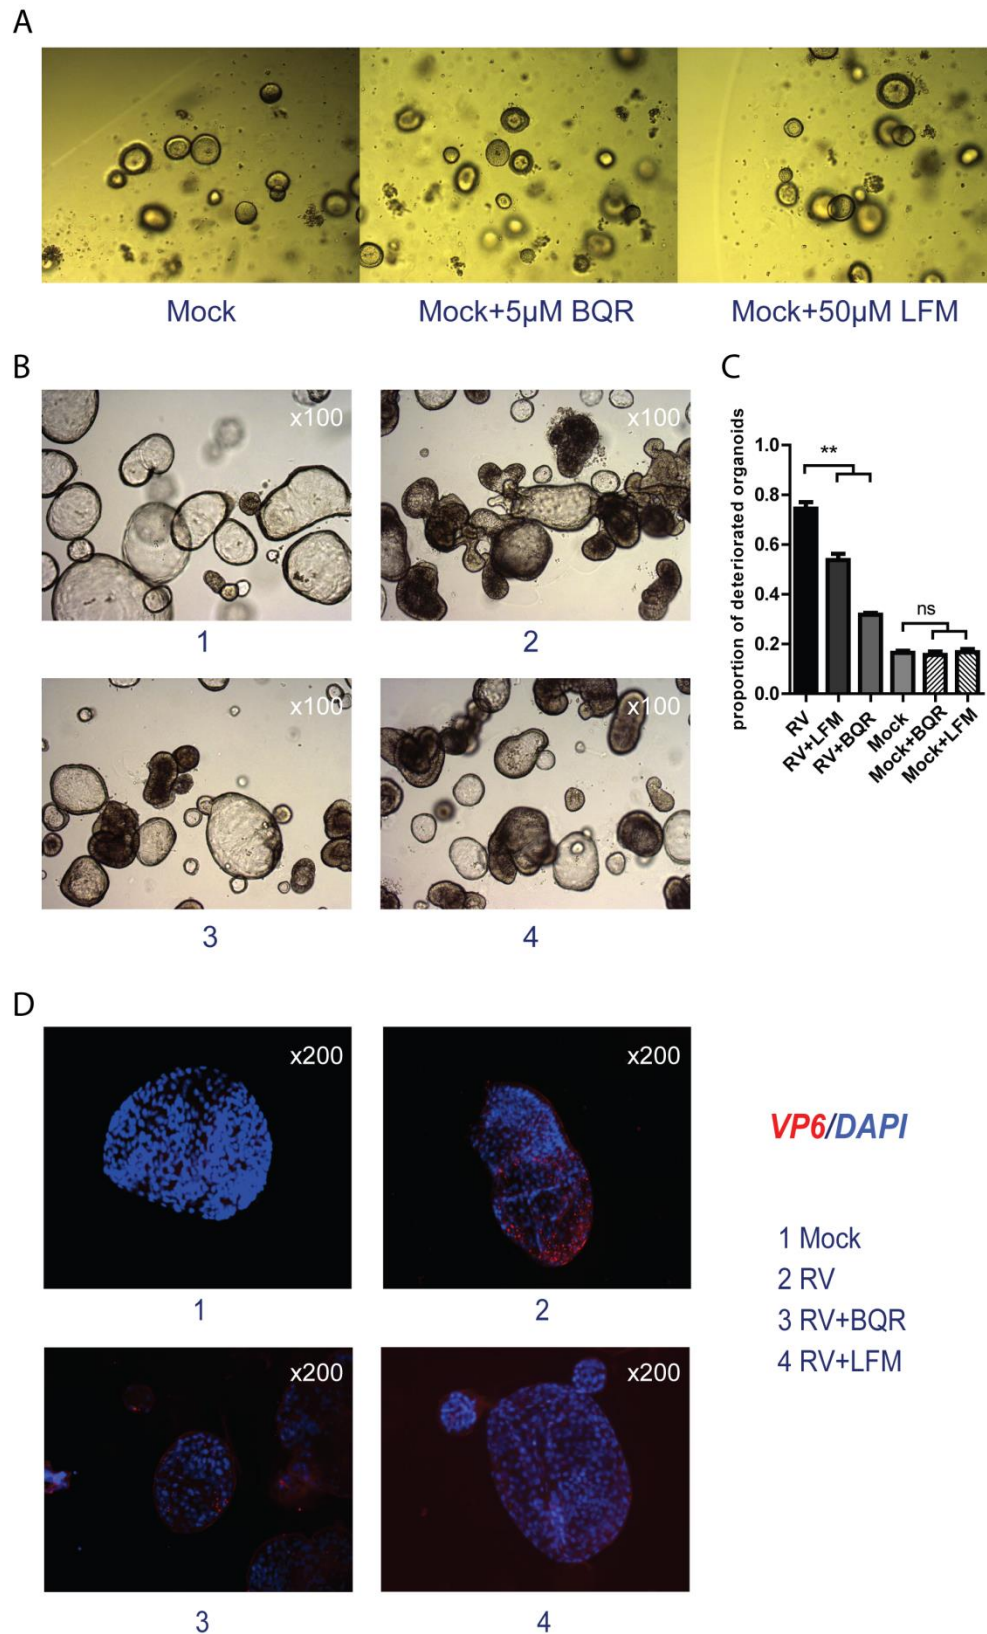 A
Mock
Mock+5µM BQR
Mock+50µM LFM
B
x100
1
x100
2
x100
3
x100
4
C
proportion of deteriorated organoids
1.0
0.8
0.6
0.4
0.2
0.0
**
ns
RV
RV+LFM
RV+BQR
Mock
Mock+BQR
Mock+LFM
D
x200
1
x200
2
x200
3
x200
4
VP6/DAPI
1 Mock
2 RV
3 RV+BQR
4 RV+LFM